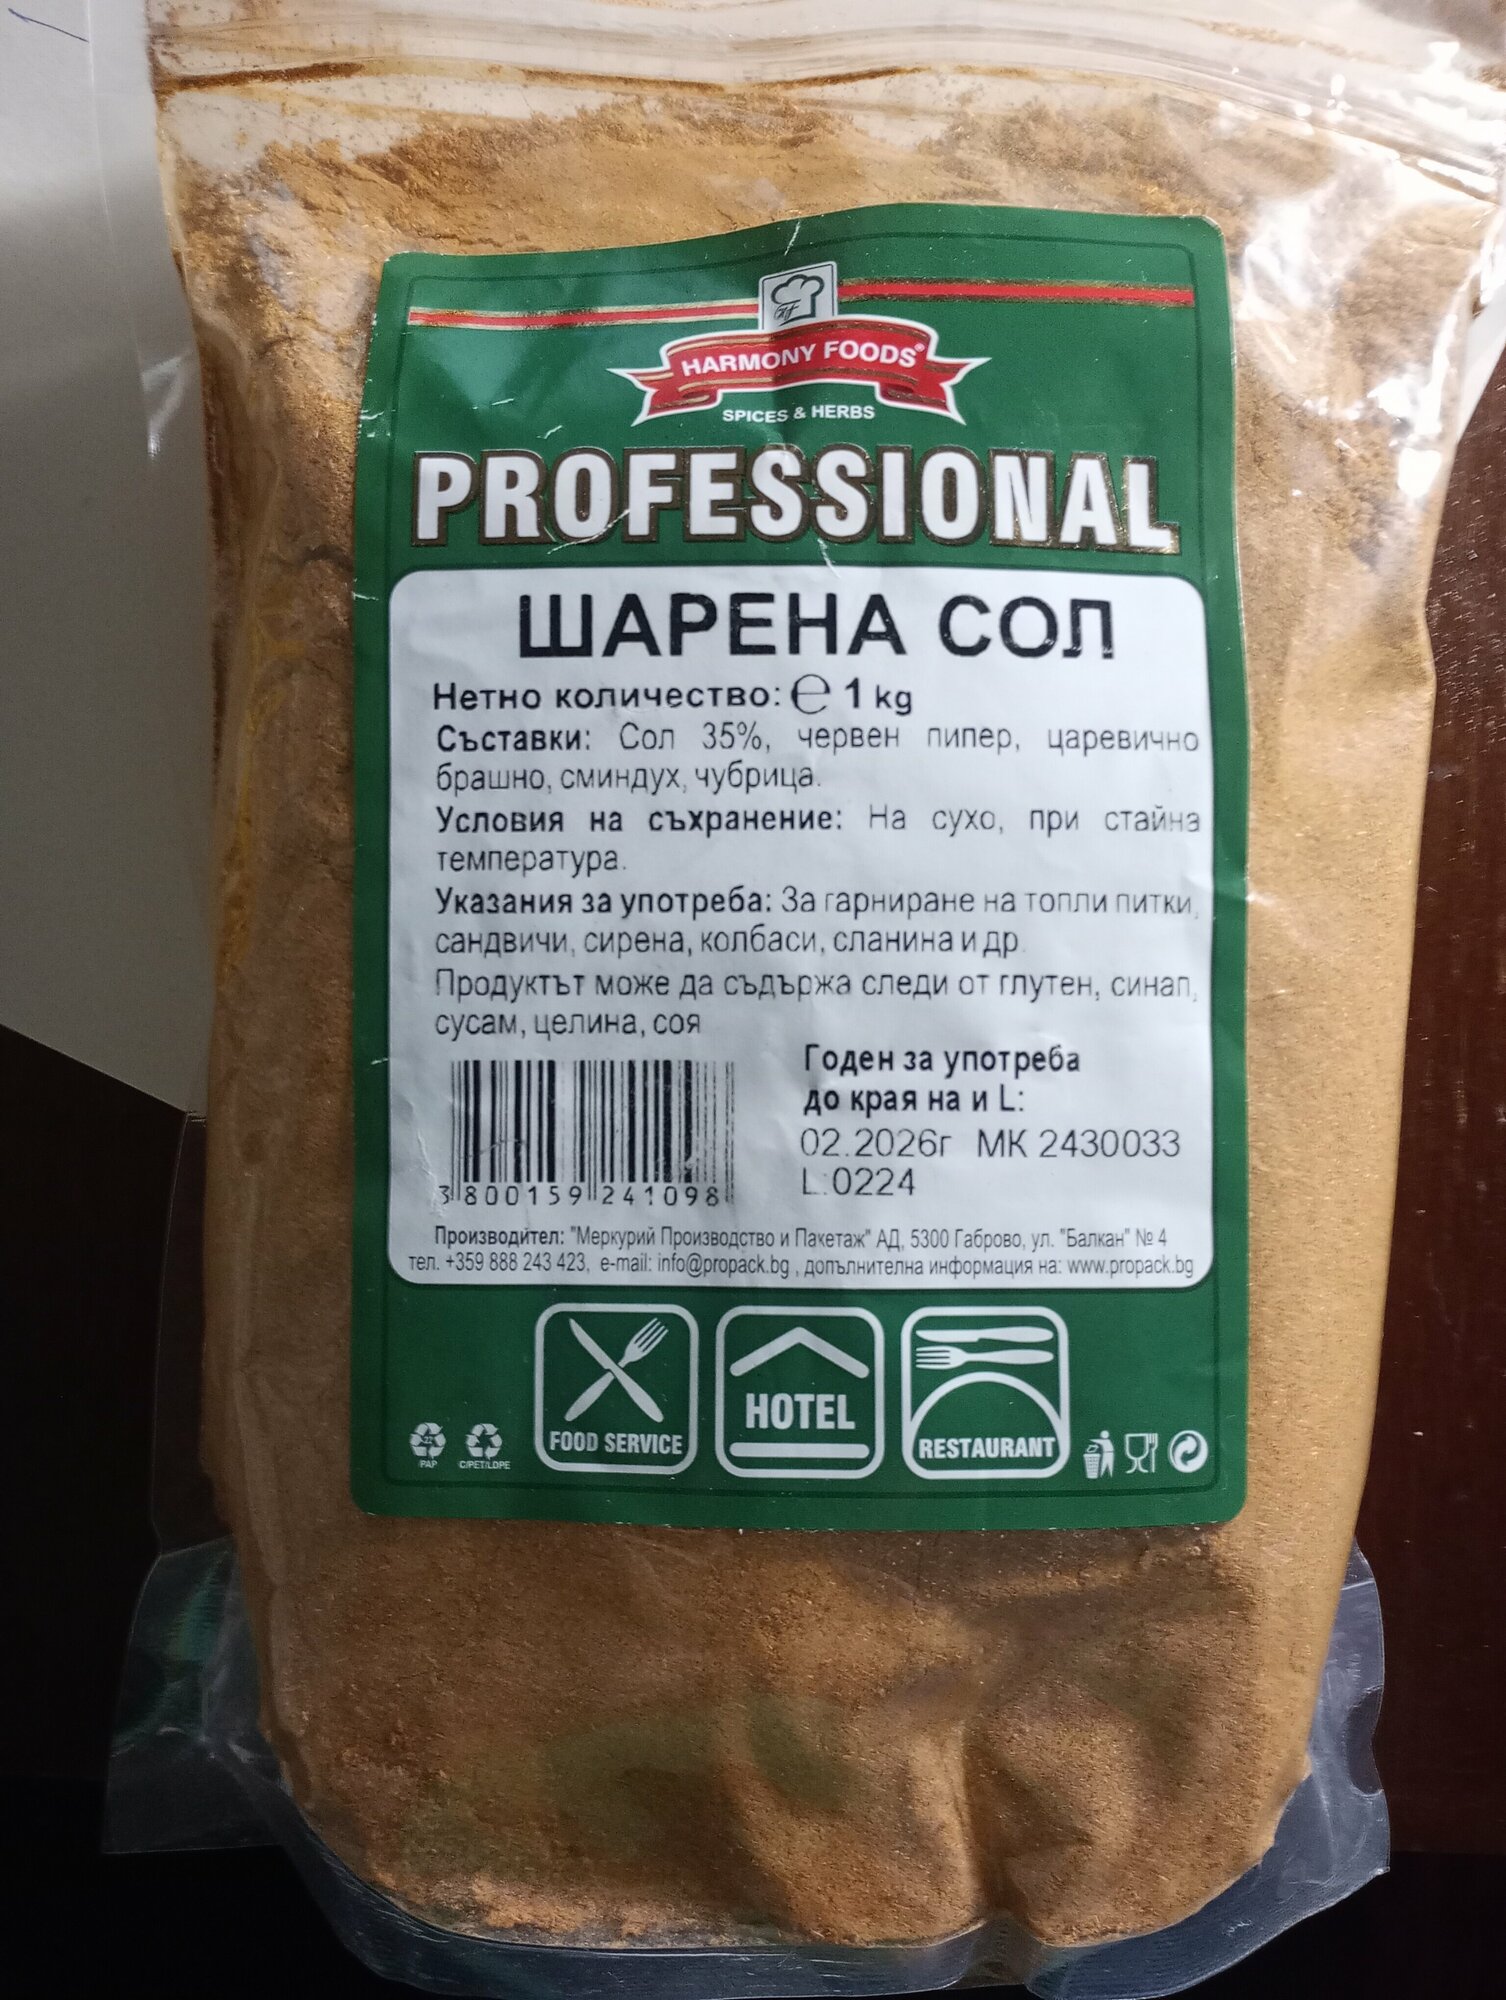 HARMONY FOODS®
SPICES & HERBS
PROFESSIONAL
ШАРЕНА СОЛ
Нетно количество: ℮ 1 kg
Съставки: Сол 35%, червен пипер, царевично
брашно, сминдух, чубрица.
Условия на съхранение: На сухо, при стайна
температура.
Указания за употреба: За гарниране на топли питки,
сандвичи, сирена, колбаси, сланина и др.
Продуктът може да съдържа следи от глутен, синап,
сусам, целина, соя
Годен за употреба
до края на и L:
02.2026г МК 2430033
L:0224
3 800159 241098
Производител: "Меркурий Производство и Пакетаж" АД, 5300 Габрово, ул. "Балкан" № 4
тел. +359 888 243 423, e-mail: info@propack.bg , допълнителна информация на: www.propack.bg
FOOD SERVICE
HOTEL
RESTAURANT
22
PAP
C/PET/LDPE